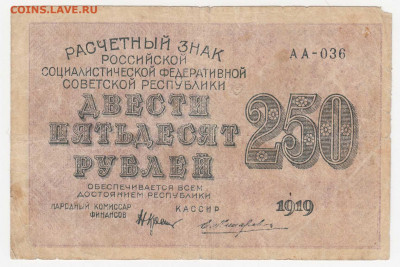 COINS.LAVE.RU
РАСЧЕТНЫЙ ЗНАК
РОССИЙСКОЙ
СОЦИАЛИСТИЧЕСКОЙ ФЕДЕРАТИВНОЙ
СОВЕТСКОЙ РЕСПУБЛИКИ
АА-036
ДВЕСТИ
ПЯТЬДЕСЯТ
РУБЛЕЙ
250
ОБЕСПЕЧИВАЕТСЯ ВСЕМ
ДОСТОЯНИЕМ РЕСПУБЛИКИ
НАРОДНЫЙ КОМИССАР
ФИНАНСОВ
КАССИР
1919